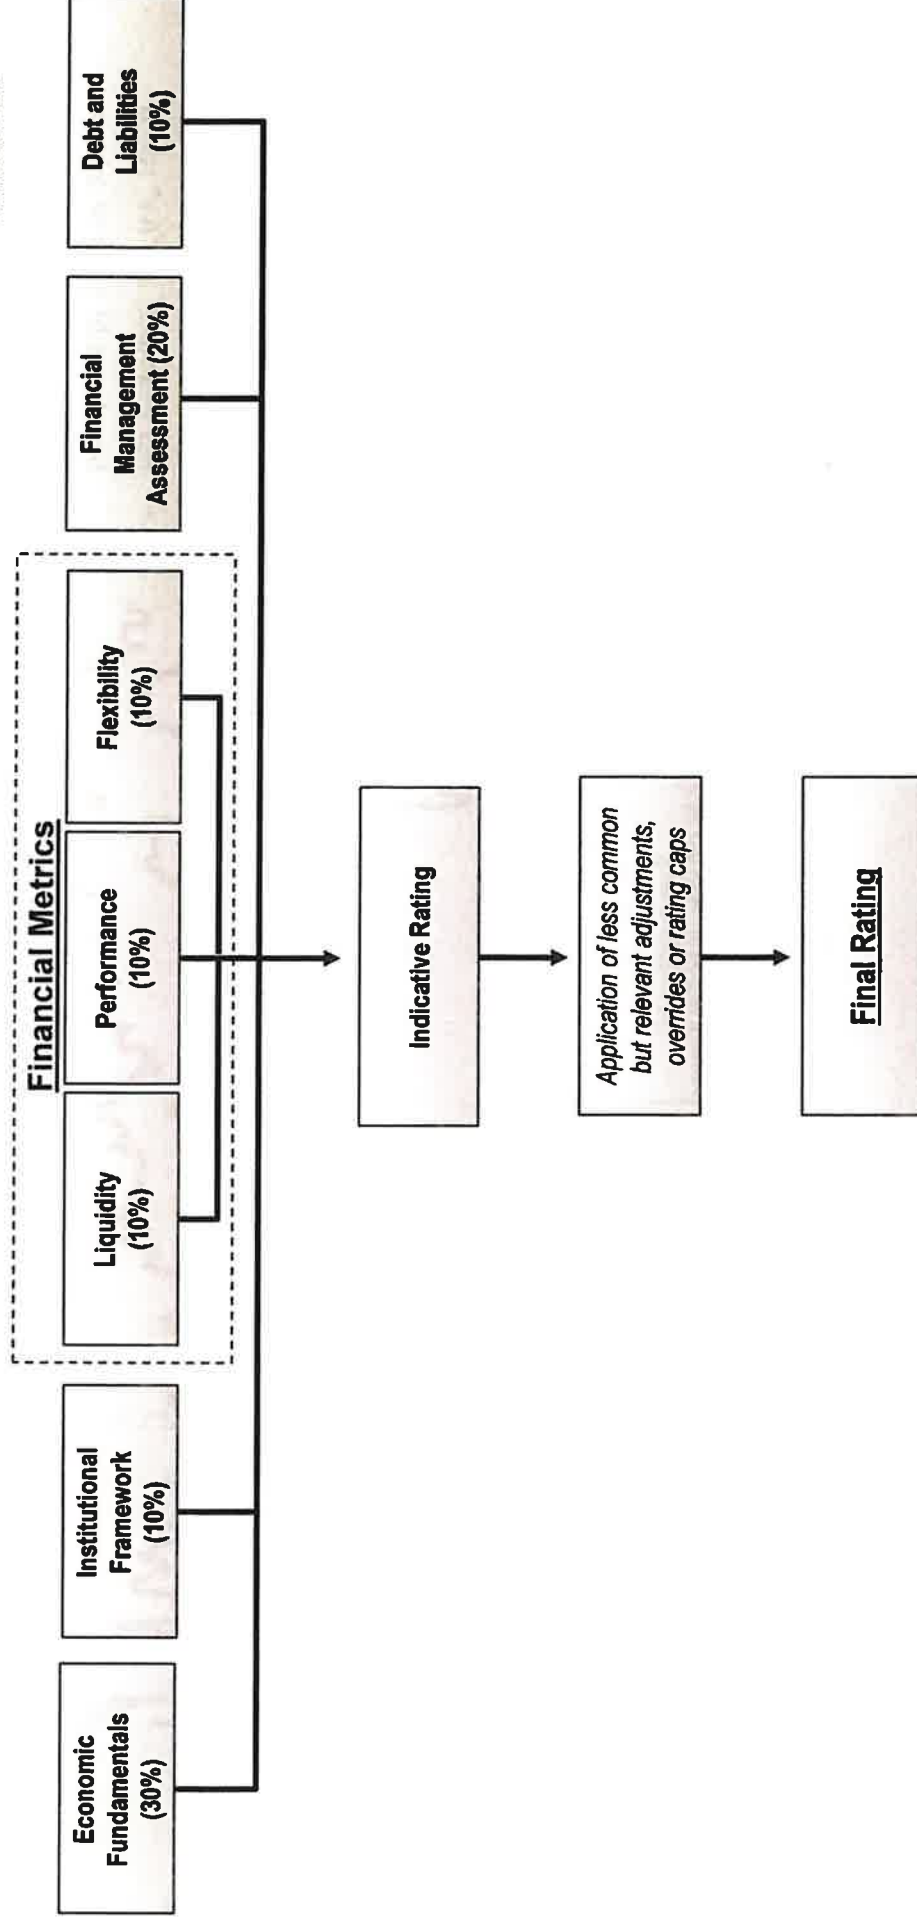 Financial Metrics
Economic
Fundamentals
(30%)
Institutional
Framework
(10%)
Liquidity
(10%)
Performance
(10%)
Flexibility
(10%)
Financial
Management
Assessment (20%)
Debt and
Liabilities
(10%)
Indicative Rating
Application of less common
but relevant adjustments,
overrides or rating caps
Final Rating